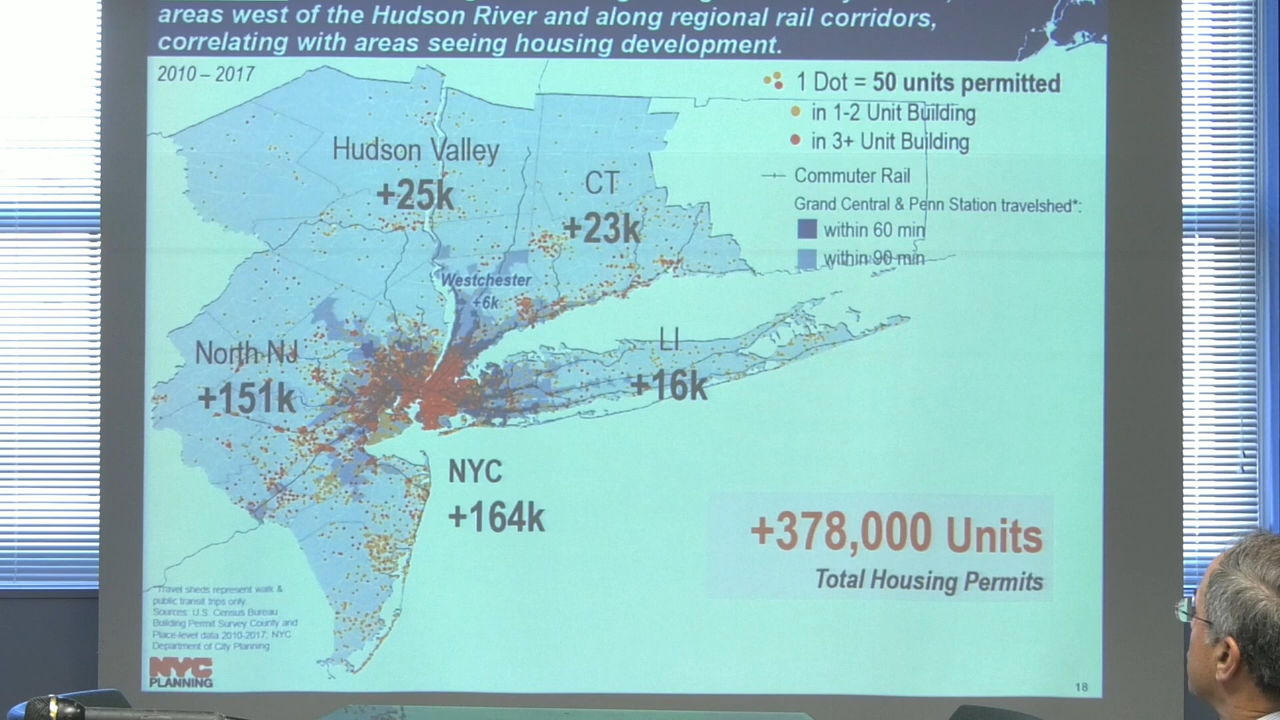 areas west of the Hudson River and along regional rail corridors,
correlating with areas seeing housing development.
2010 – 2017
1 Dot = 50 units permitted
in 1-2 Unit Building
in 3+ Unit Building
Commuter Rail
Grand Central & Penn Station travelshed*:
within 60 min
within 90 min
Hudson Valley
+25k
CT
+23k
Westchester
+6k
North NJ
+151k
LI
+16k
NYC
+164k
+378,000 Units
Total Housing Permits
*Travel sheds represent walk &
public transit trips only.
Sources: U.S. Census Bureau
Building Permit Survey County and
Place-level data 2010-2017; NYC
Department of City Planning
NYC
PLANNING
18